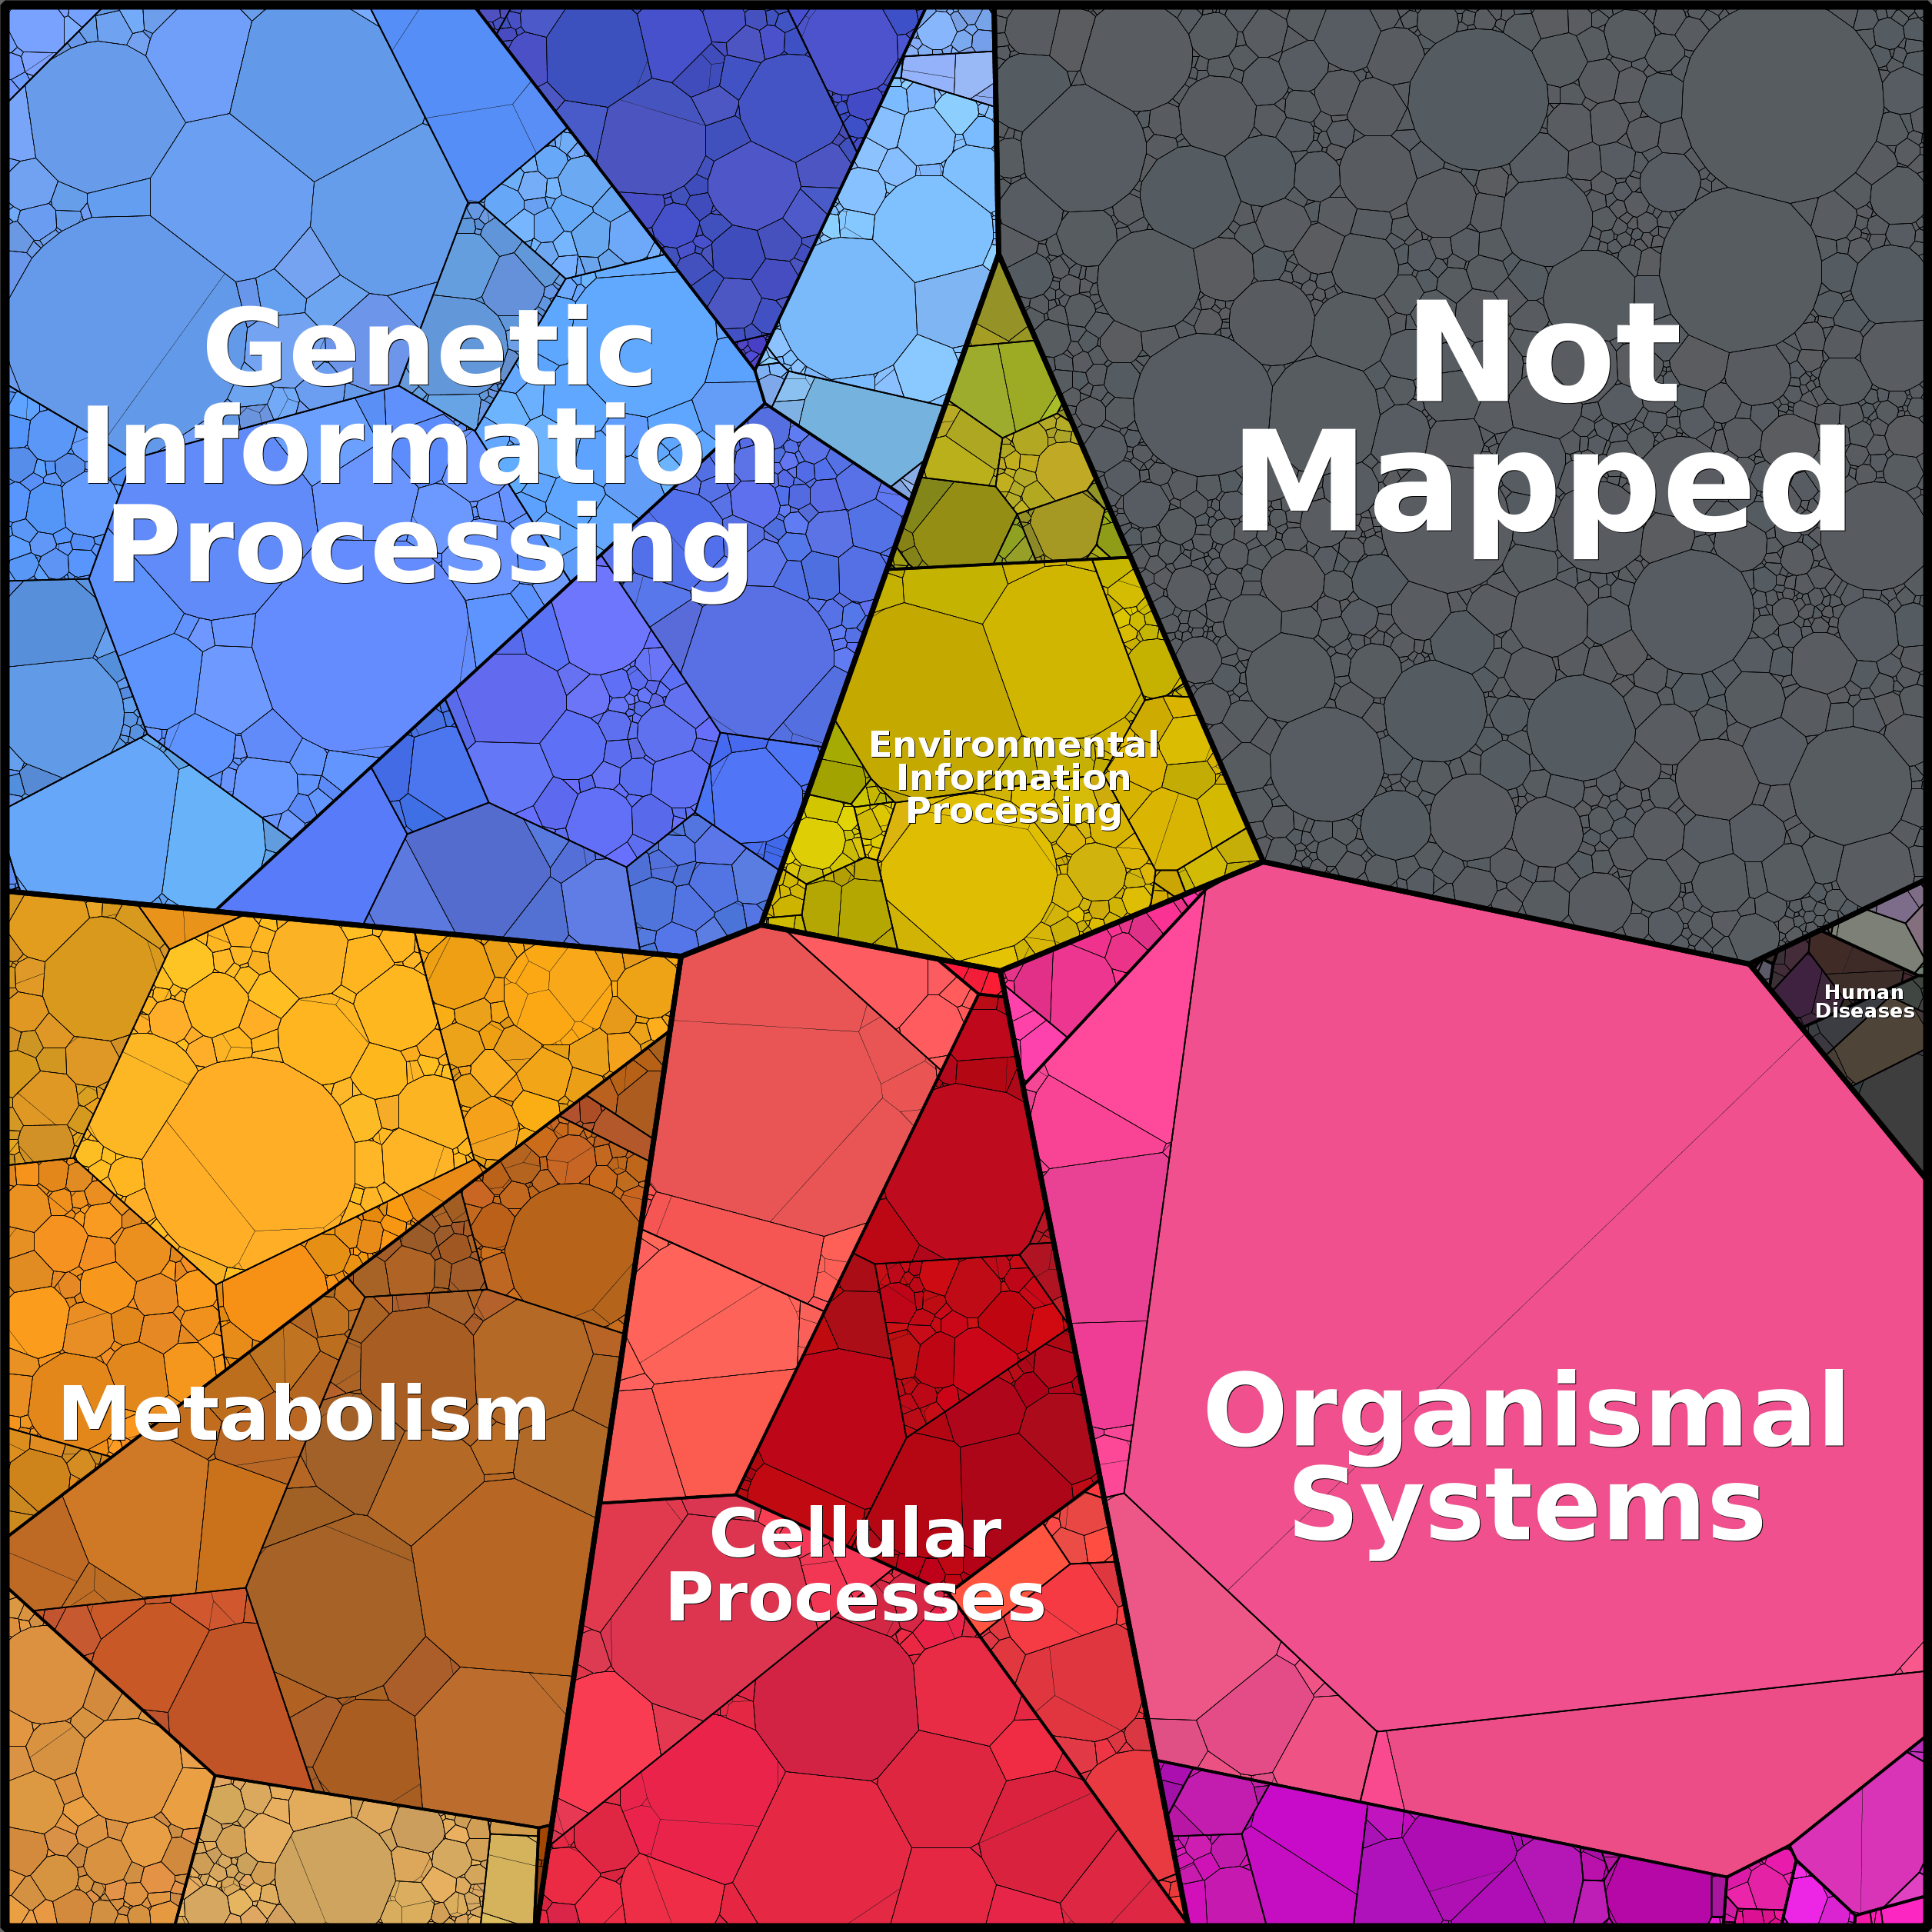 Genetic
Information
Processing
Not
Mapped
Environmental
Information
Processing
Human
Diseases
Metabolism
Cellular
Processes
Organismal
Systems